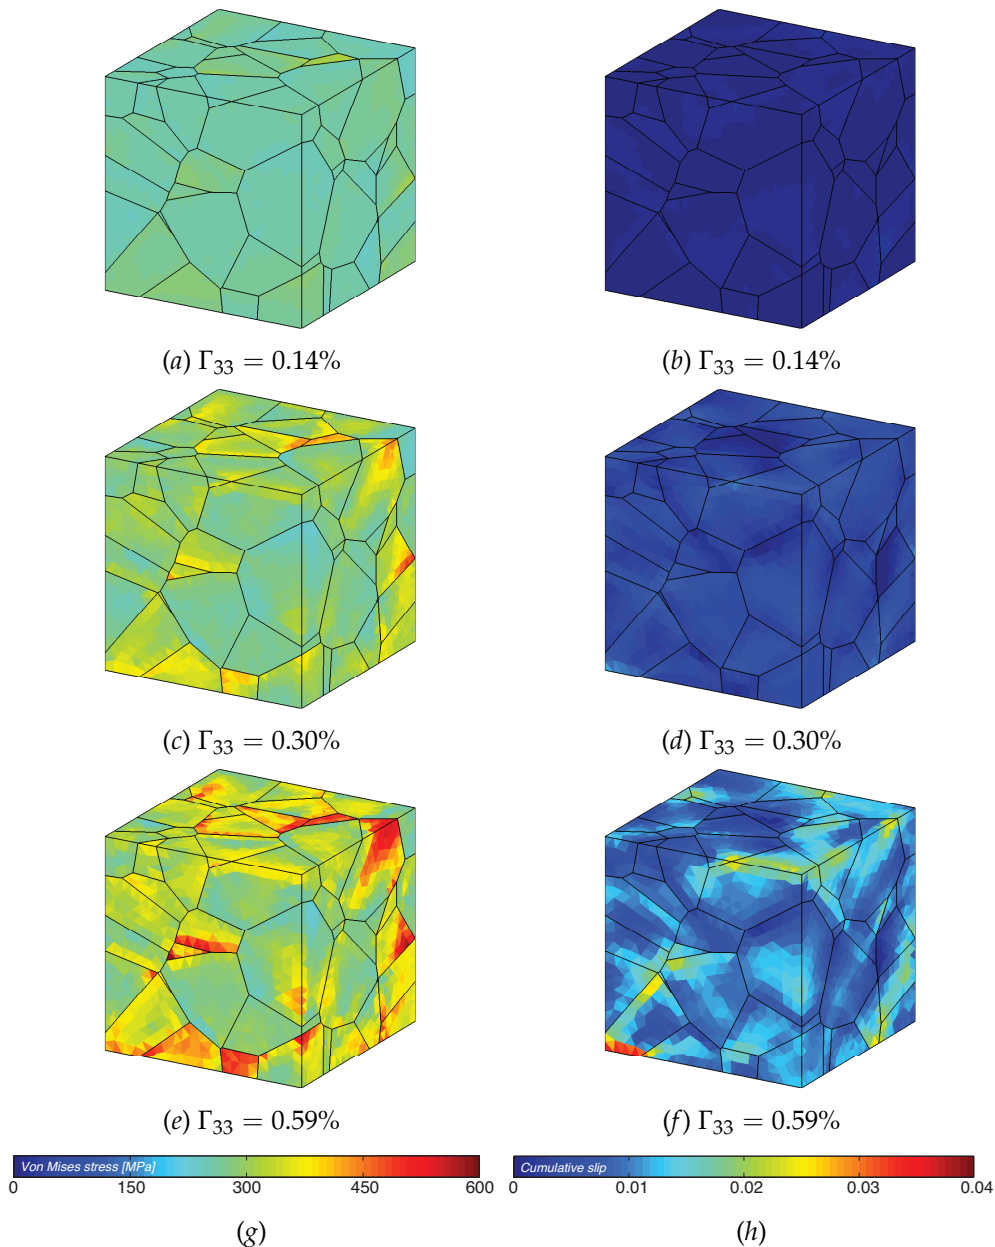 (a) Γ33 = 0.14%
(b) Γ33 = 0.14%
(c) Γ33 = 0.30%
(d) Γ33 = 0.30%
(e) Γ33 = 0.59%
(f) Γ33 = 0.59%
Von Mises stress [MPa]
0 150 300 450 600
Cumulative slip
0 0.01 0.02 0.03 0.04
(g)
(h)